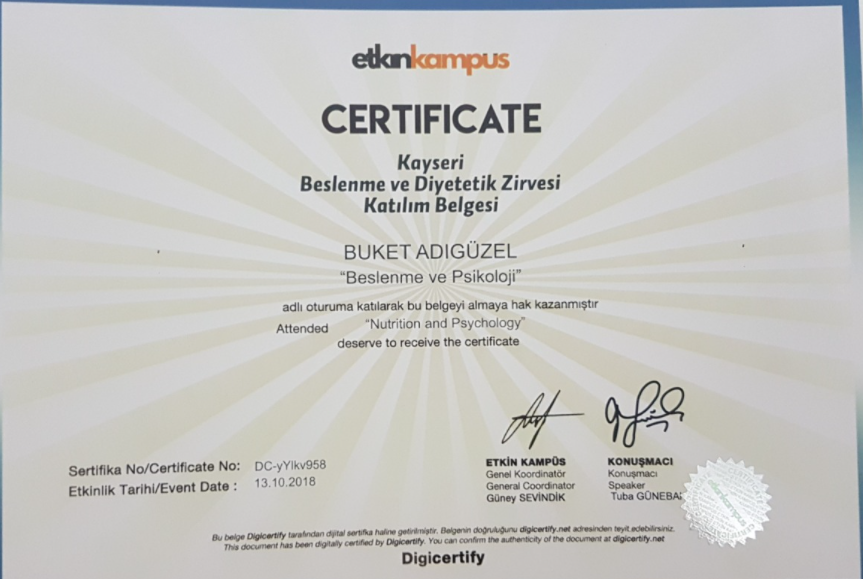 etkinkampus
CERTIFICATE
Kayseri
Beslenme ve Diyetetik Zirvesi
Katılım Belgesi
BUKET ADIGÜZEL
“Beslenme ve Psikoloji”
adlı oturuma katılarak bu belgeyi almaya hak kazanmıştır
Attended “Nutrition and Psychology”
deserve to receive the certificate
Sertifika No/Certificate No: DC-yYlkv958
Etkinlik Tarihi/Event Date : 13.10.2018
ETKİN KAMPÜS
Genel Koordinatör
General Coordinator
Güney SEVİNDİK
KONUŞMACI
Konuşmacı
Speaker
Tuba
etkinkampus
Bu belge Digicertify tarafından dijital sertifika haline getirilmiştir. Belgenin doğruluğunu digicertify.net adresinden teyit edebilirsiniz.
This document has been digitally certified by Digicertify. You can confirm the authenticity of the document at digicertify.net
Digicertify